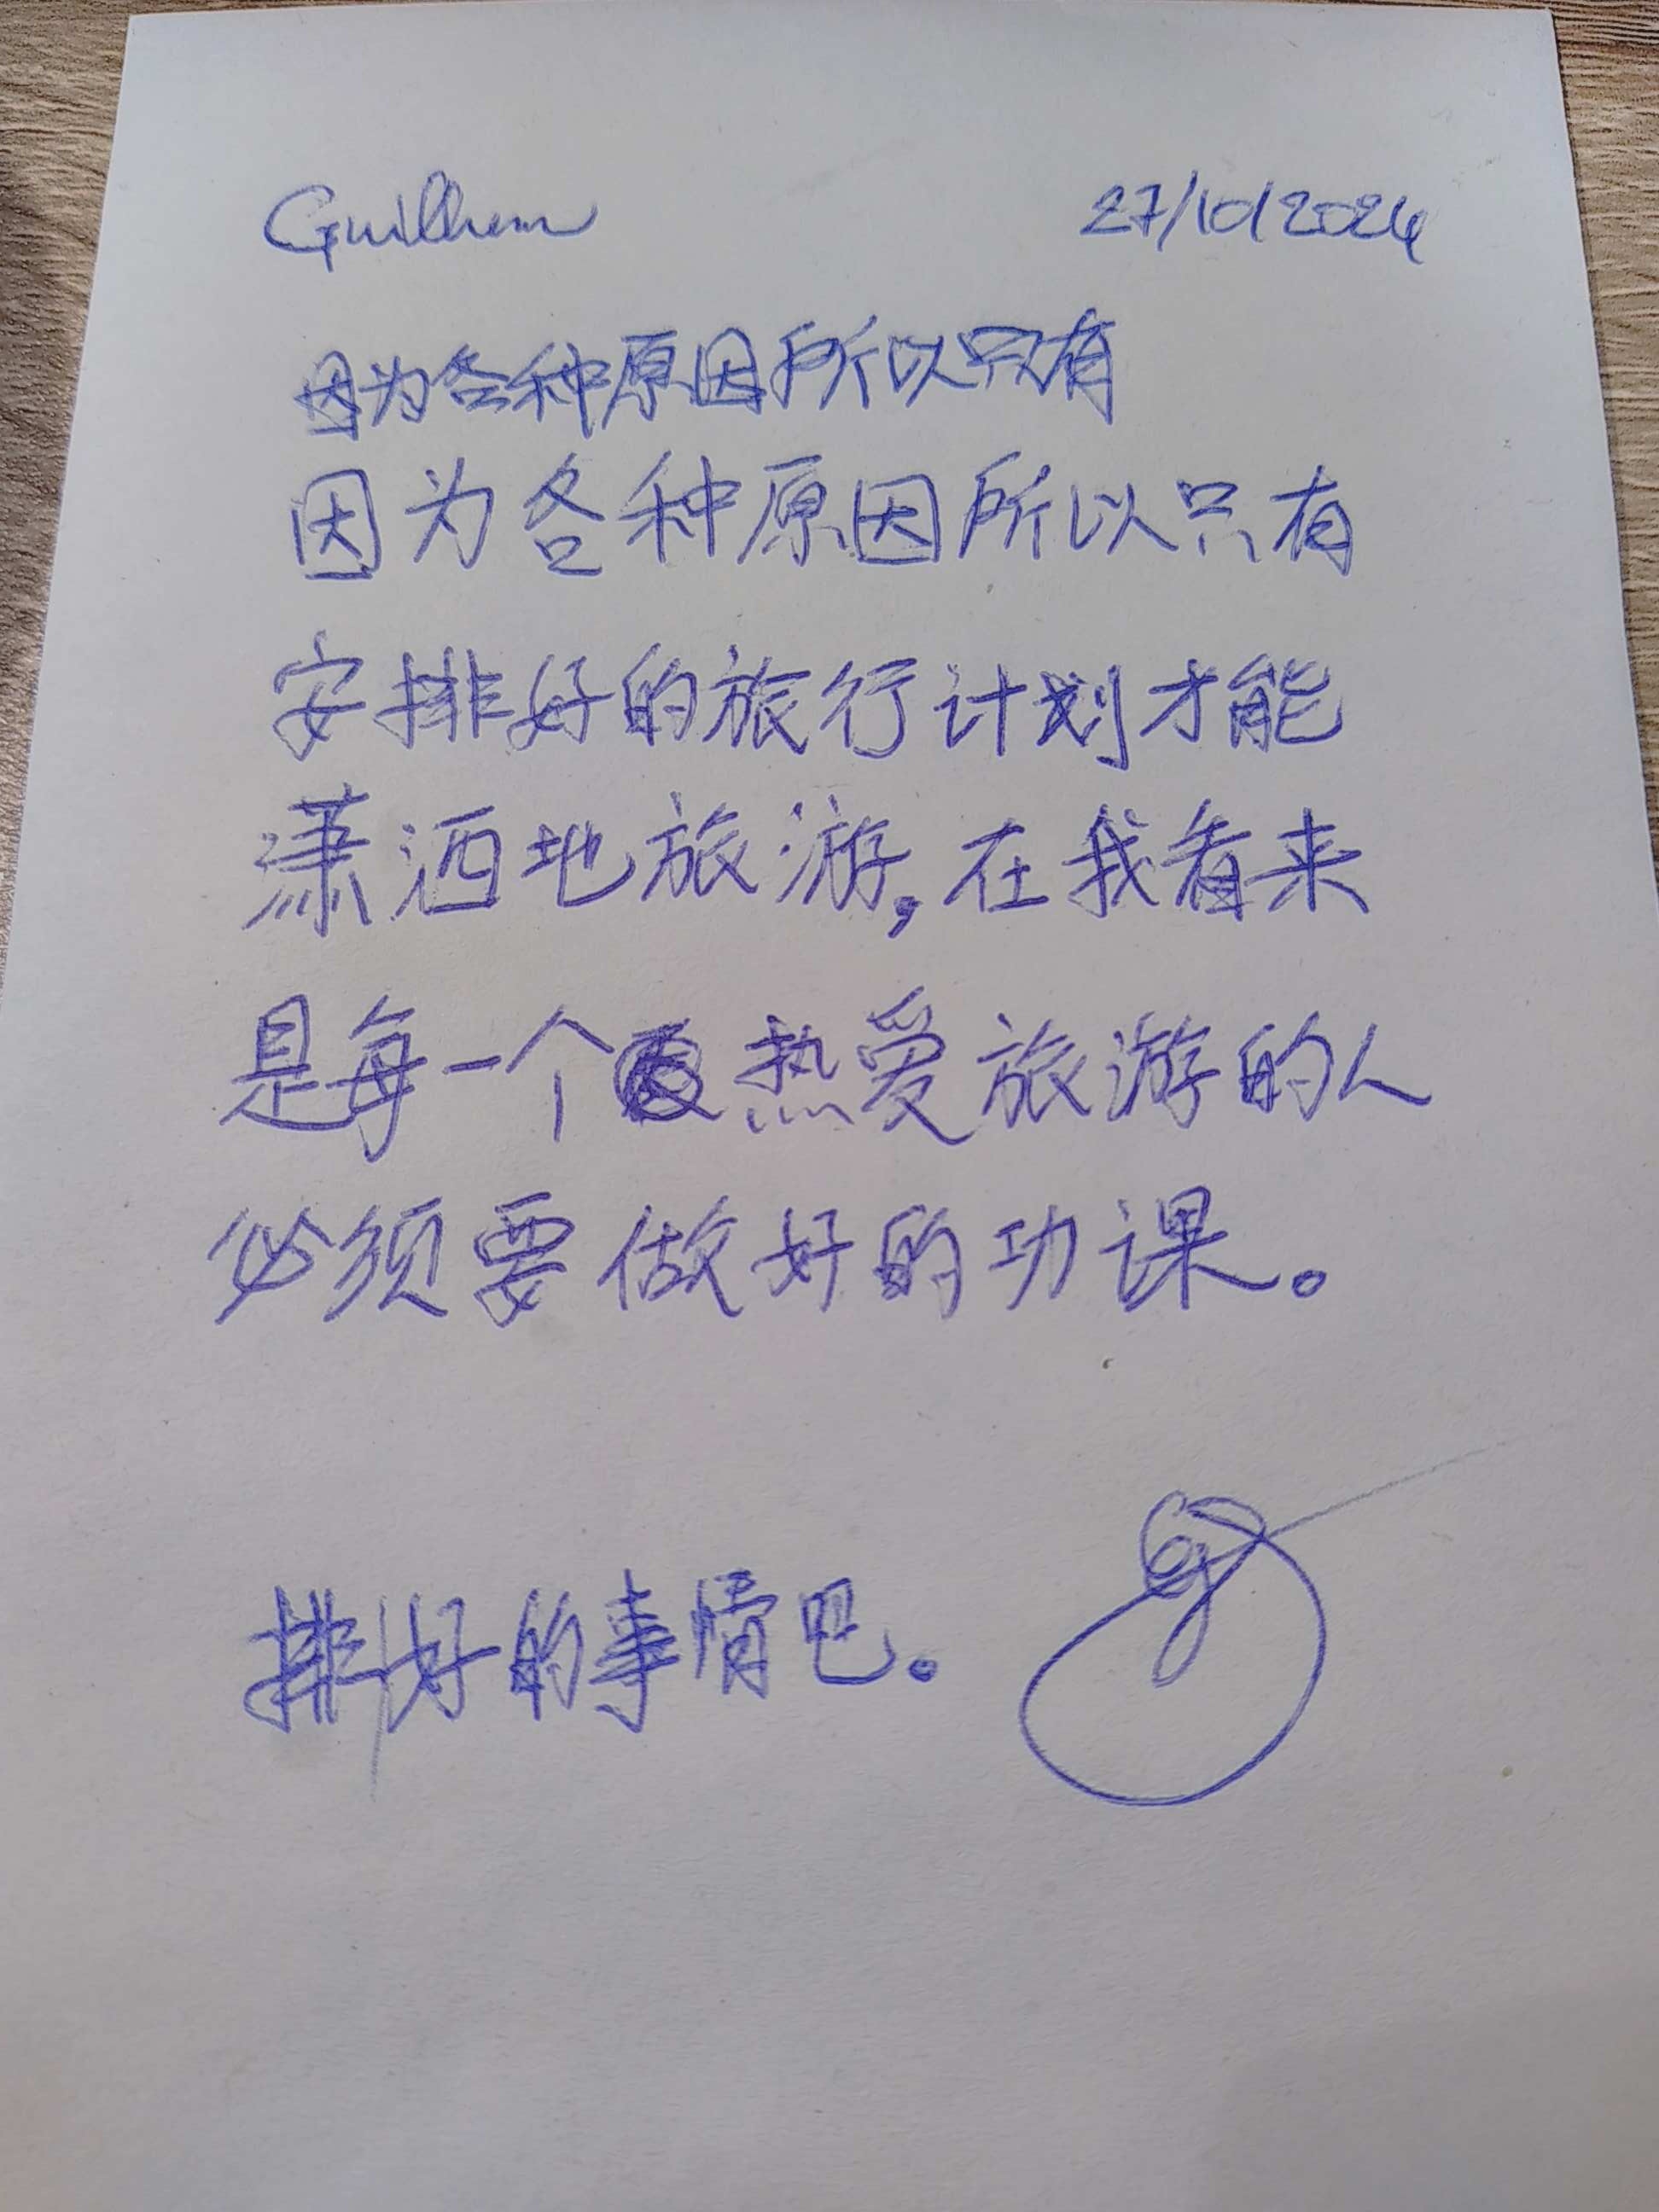 Guilhem 27/10/2024
因为各种原因所以只有
因为各种原因所以只有
安排好的旅行计划才能
潇洒地旅游,在我看来
是每一个热爱旅游的人
必须要做好的功课。
排好的事情吧。